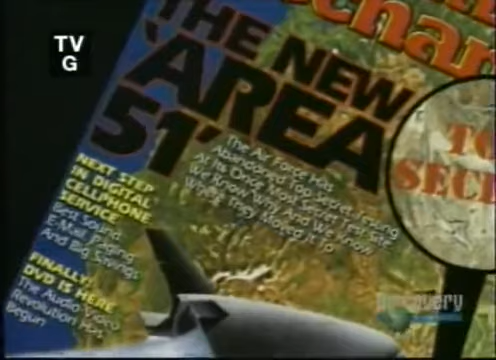 TV
G
THE NEW
'AREA
51'
The Air Force Has
Abandoned Top-Secret Testing
At Its Once Most Secret Test Site.
We Know Why And We Know
Where They Moved It To
TO
SECR
NEXT STEP
IN DIGITAL
CELLPHONE
SERVICE
Best Sound,
E-Mail, Paging
And Big Savings
FINALLY,
DVD IS HERE
The Audio Video
Revolution Has
Begun
Discovery